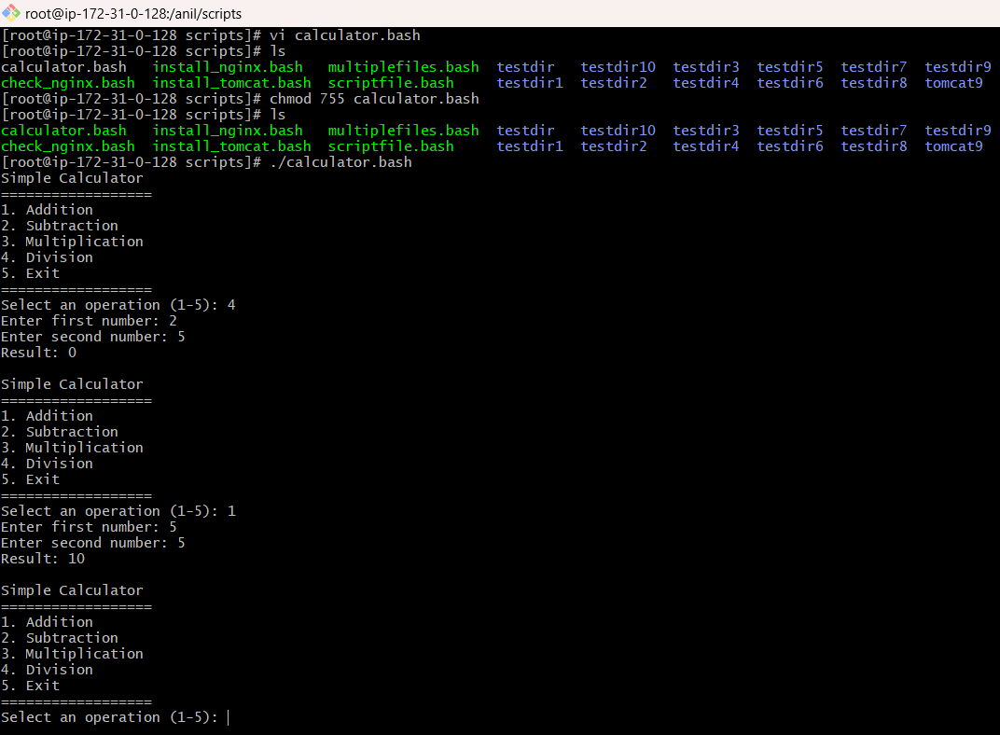 root@ip-172-31-0-128:/anil/scripts
[root@ip-172-31-0-128 scripts]# vi calculator.bash
[root@ip-172-31-0-128 scripts]# ls
calculator.bash   install_nginx.bash   multiplefiles.bash  testdir   testdir10  testdir3  testdir5  testdir7  testdir9
check_nginx.bash  install_tomcat.bash  scriptfile.bash     testdir1  testdir2   testdir4  testdir6  testdir8  tomcat9
[root@ip-172-31-0-128 scripts]# chmod 755 calculator.bash
[root@ip-172-31-0-128 scripts]# ls
calculator.bash   install_nginx.bash   multiplefiles.bash  testdir   testdir10  testdir3  testdir5  testdir7  testdir9
check_nginx.bash  install_tomcat.bash  scriptfile.bash     testdir1  testdir2   testdir4  testdir6  testdir8  tomcat9
[root@ip-172-31-0-128 scripts]# ./calculator.bash
Simple Calculator
==================
1. Addition
2. Subtraction
3. Multiplication
4. Division
5. Exit
==================
Select an operation (1-5): 4
Enter first number: 2
Enter second number: 5
Result: 0
Simple Calculator
==================
1. Addition
2. Subtraction
3. Multiplication
4. Division
5. Exit
==================
Select an operation (1-5): 1
Enter first number: 5
Enter second number: 5
Result: 10
Simple Calculator
==================
1. Addition
2. Subtraction
3. Multiplication
4. Division
5. Exit
==================
Select an operation (1-5):